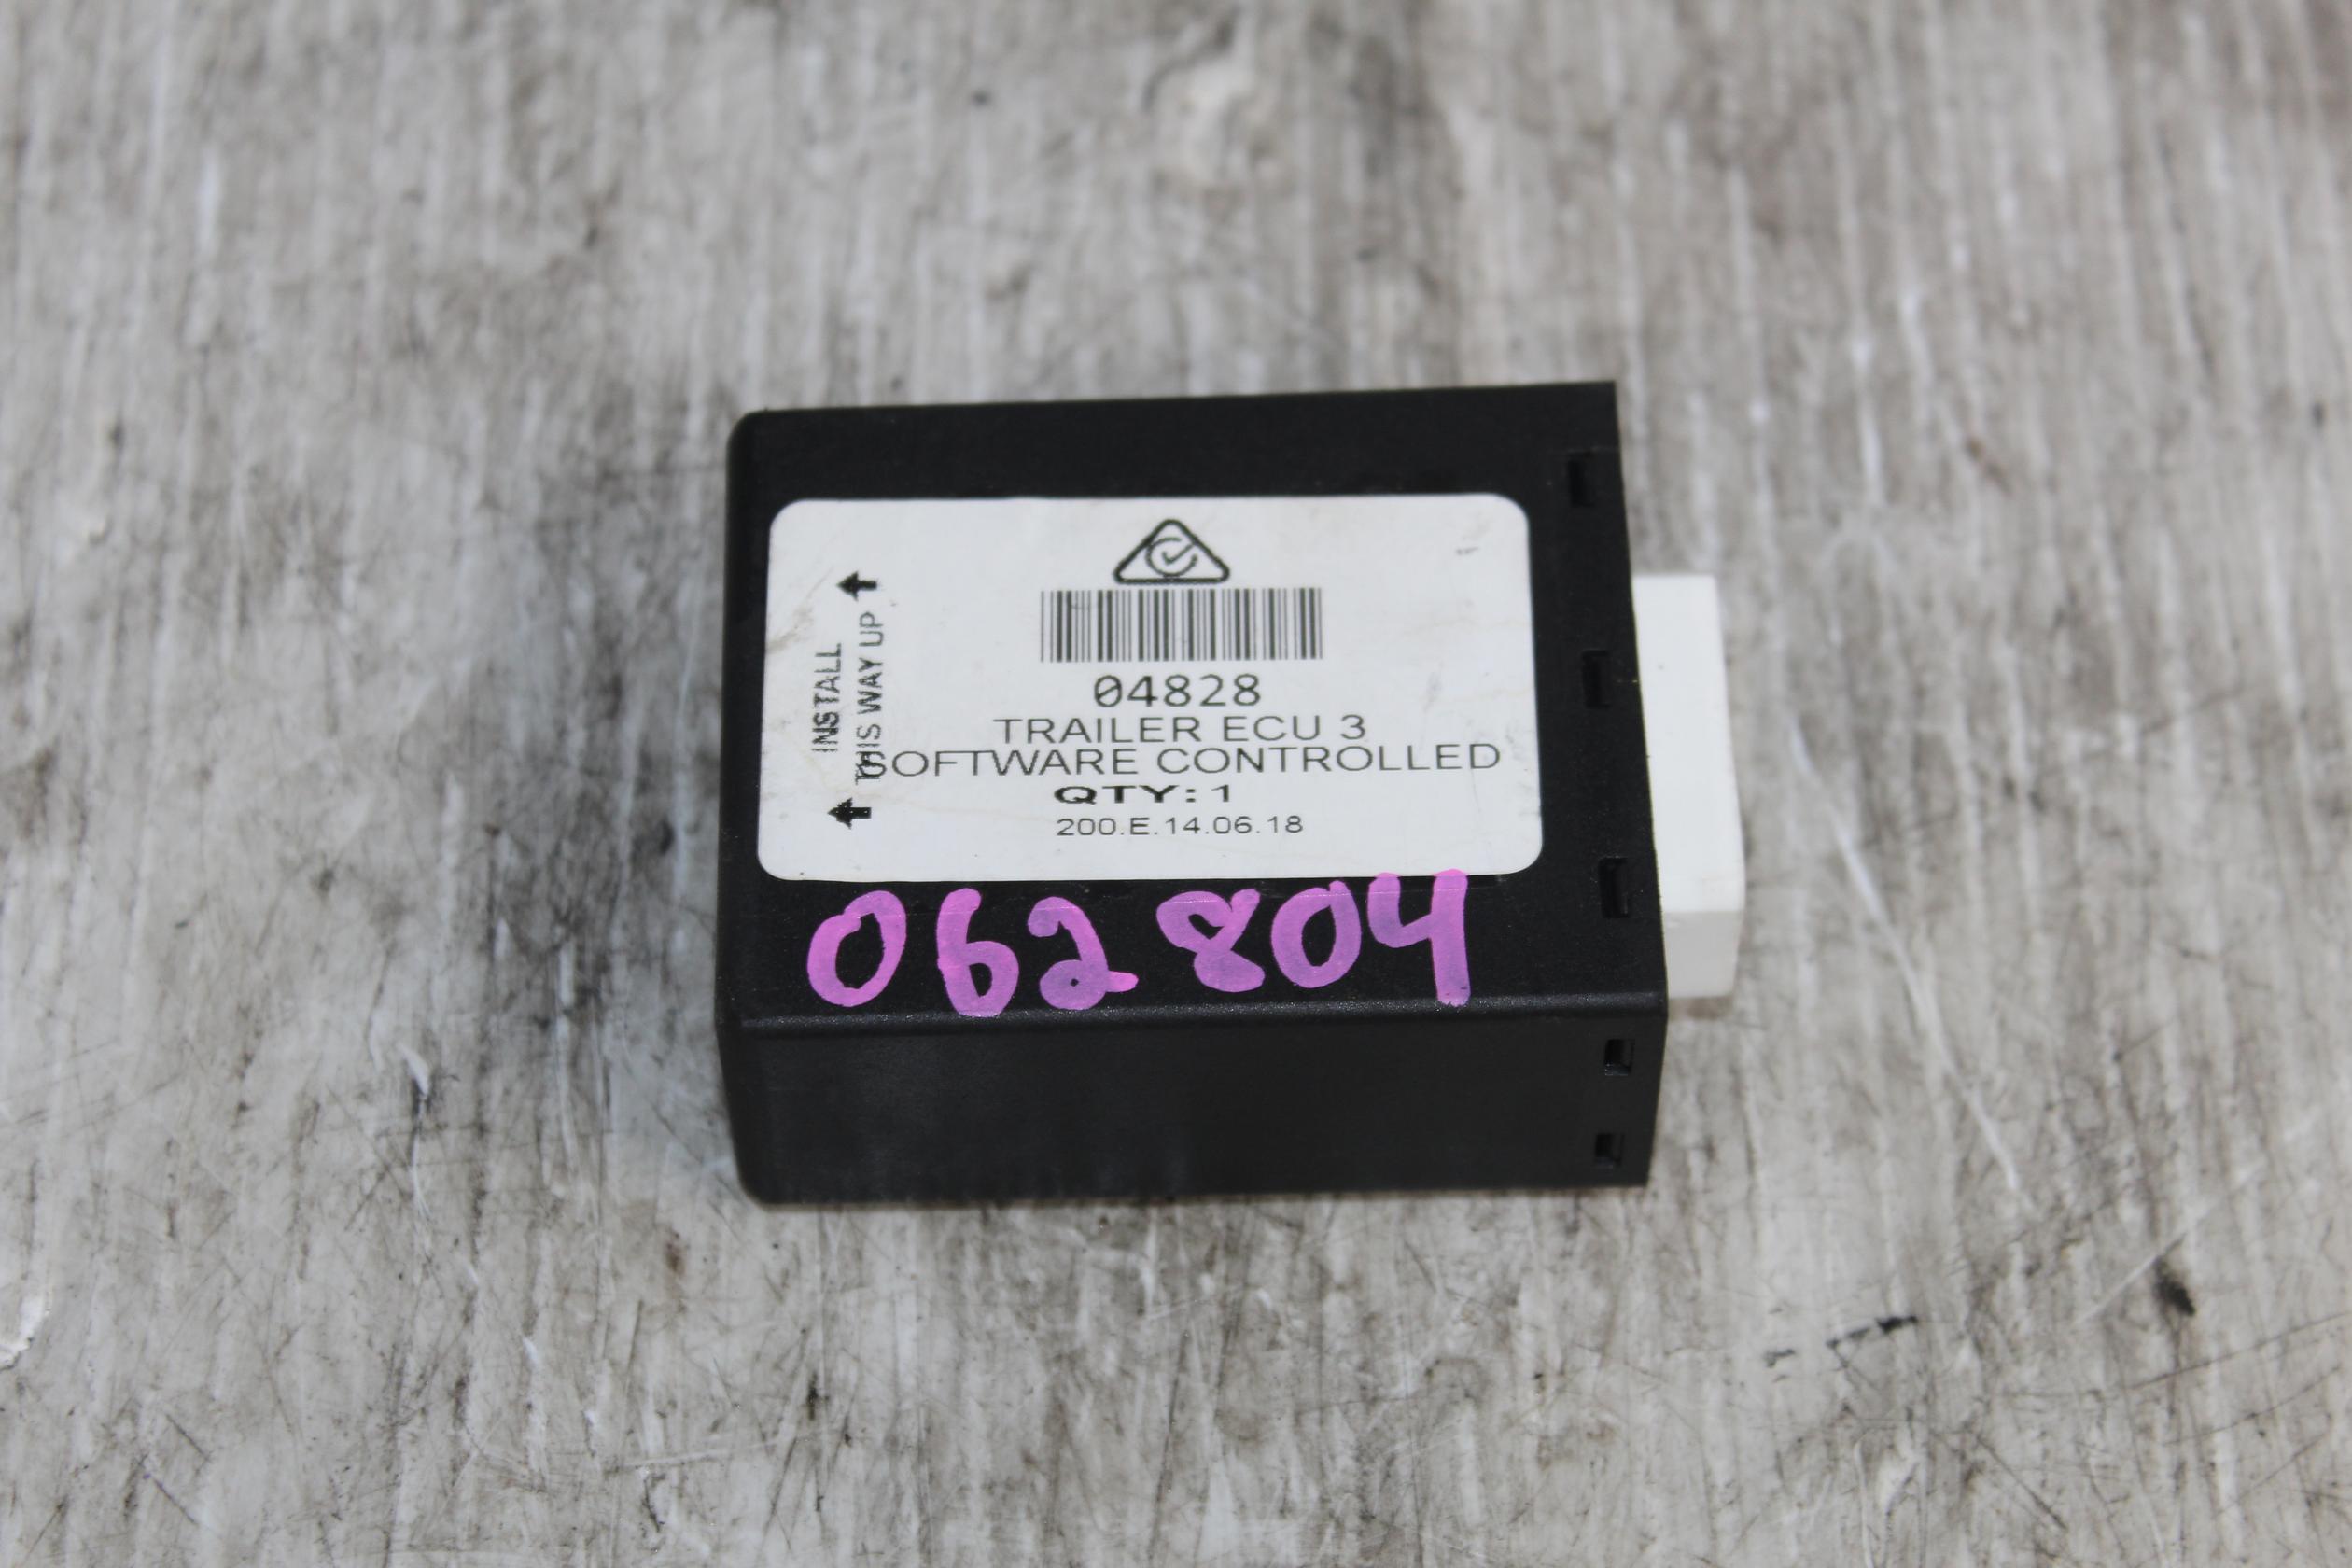 INSTALL
THIS WAY UP
04828
TRAILER ECU 3
SOFTWARE CONTROLLED
QTY: 1
200.E.14.06.18
062804